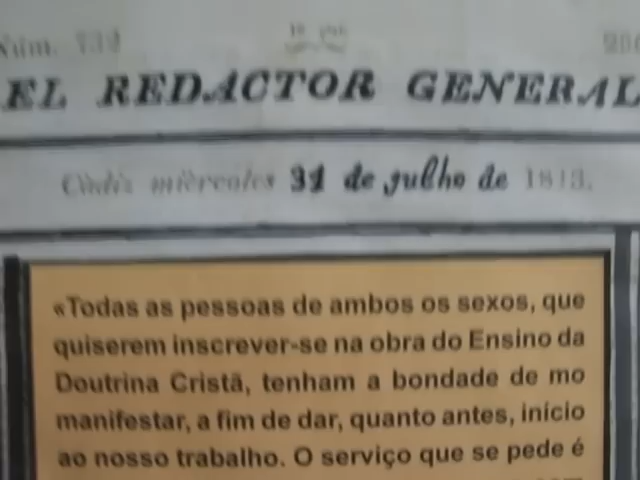 Núm. 732
EL REDACTOR GENERAL
Cádiz miércoles 31 de julho de 1813.
«Todas as pessoas de ambos os sexos, que
quiserem inscrever-se na obra do Ensino da
Doutrina Cristã, tenham a bondade de mo
manifestar, a fim de dar, quanto antes, início
ao nosso trabalho. O serviço que se pede é